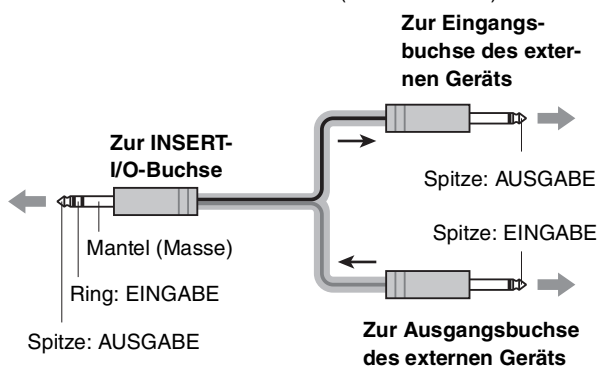 Zur Eingangs-
buchse des exter-
nen Geräts
Zur INSERT-
I/O-Buchse
Spitze: AUSGABE
Spitze: EINGABE
Mantel (Masse)
Ring: EINGABE
Spitze: AUSGABE
Zur Ausgangsbuchse
des externen Geräts